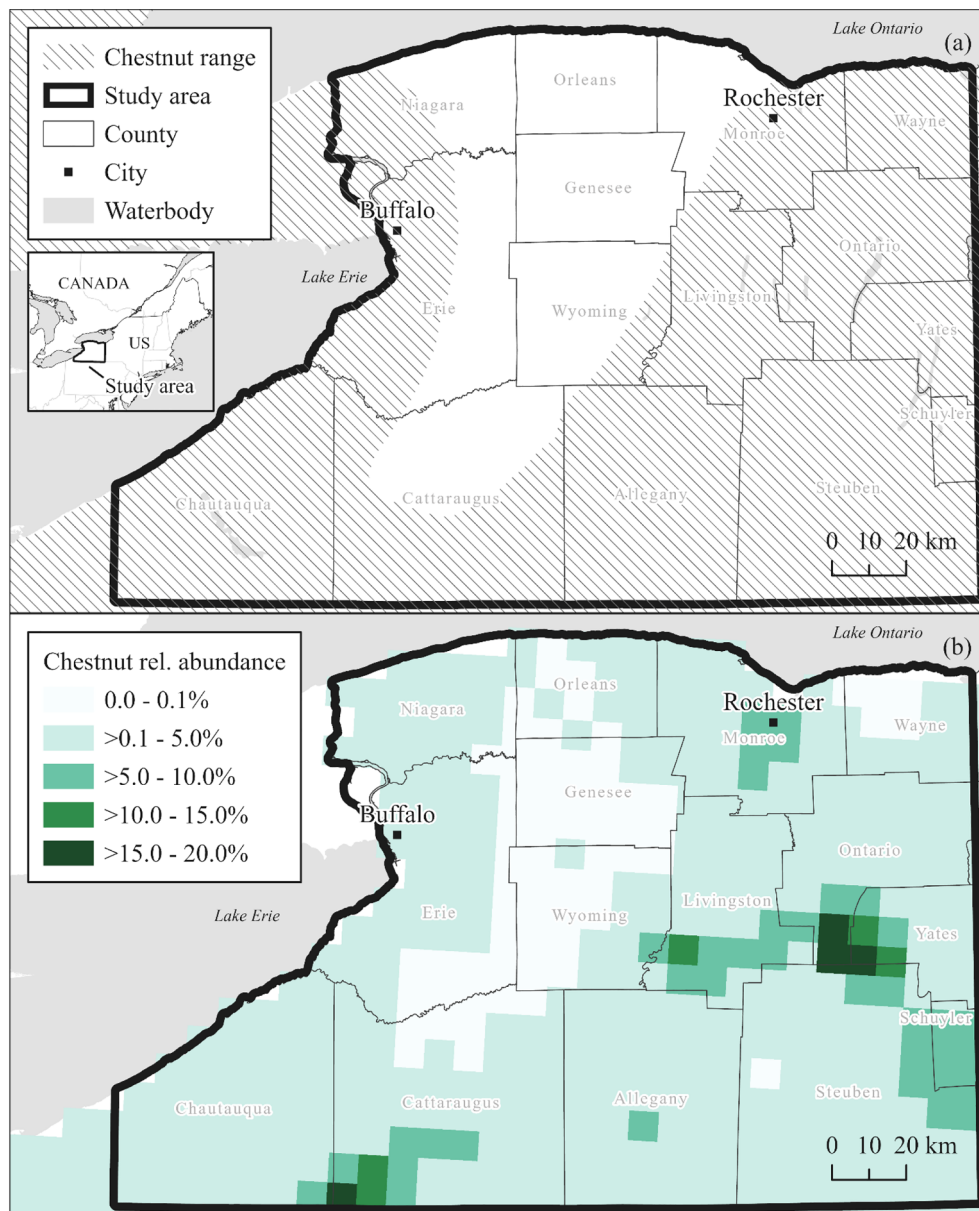 Lake Ontario
(a)
Chestnut range
Study area
County
City
Waterbody
Niagara
Orleans
Rochester
Monroe
Wayne
Genesee
Buffalo
Ontario
Lake Erie
CANADA
US
Study area
Erie
Wyoming
Livingston
Yates
Schuyler
Chautauqua
Cattaraugus
Allegany
Steuben
0 10 20 km
Lake Ontario
(b)
Chestnut rel. abundance
0.0 - 0.1%
>0.1 - 5.0%
>5.0 - 10.0%
>10.0 - 15.0%
>15.0 - 20.0%
Niagara
Orleans
Rochester
Monroe
Wayne
Genesee
Buffalo
Ontario
Lake Erie
Erie
Wyoming
Livingston
Yates
Schuyler
Chautauqua
Cattaraugus
Allegany
Steuben
0 10 20 km